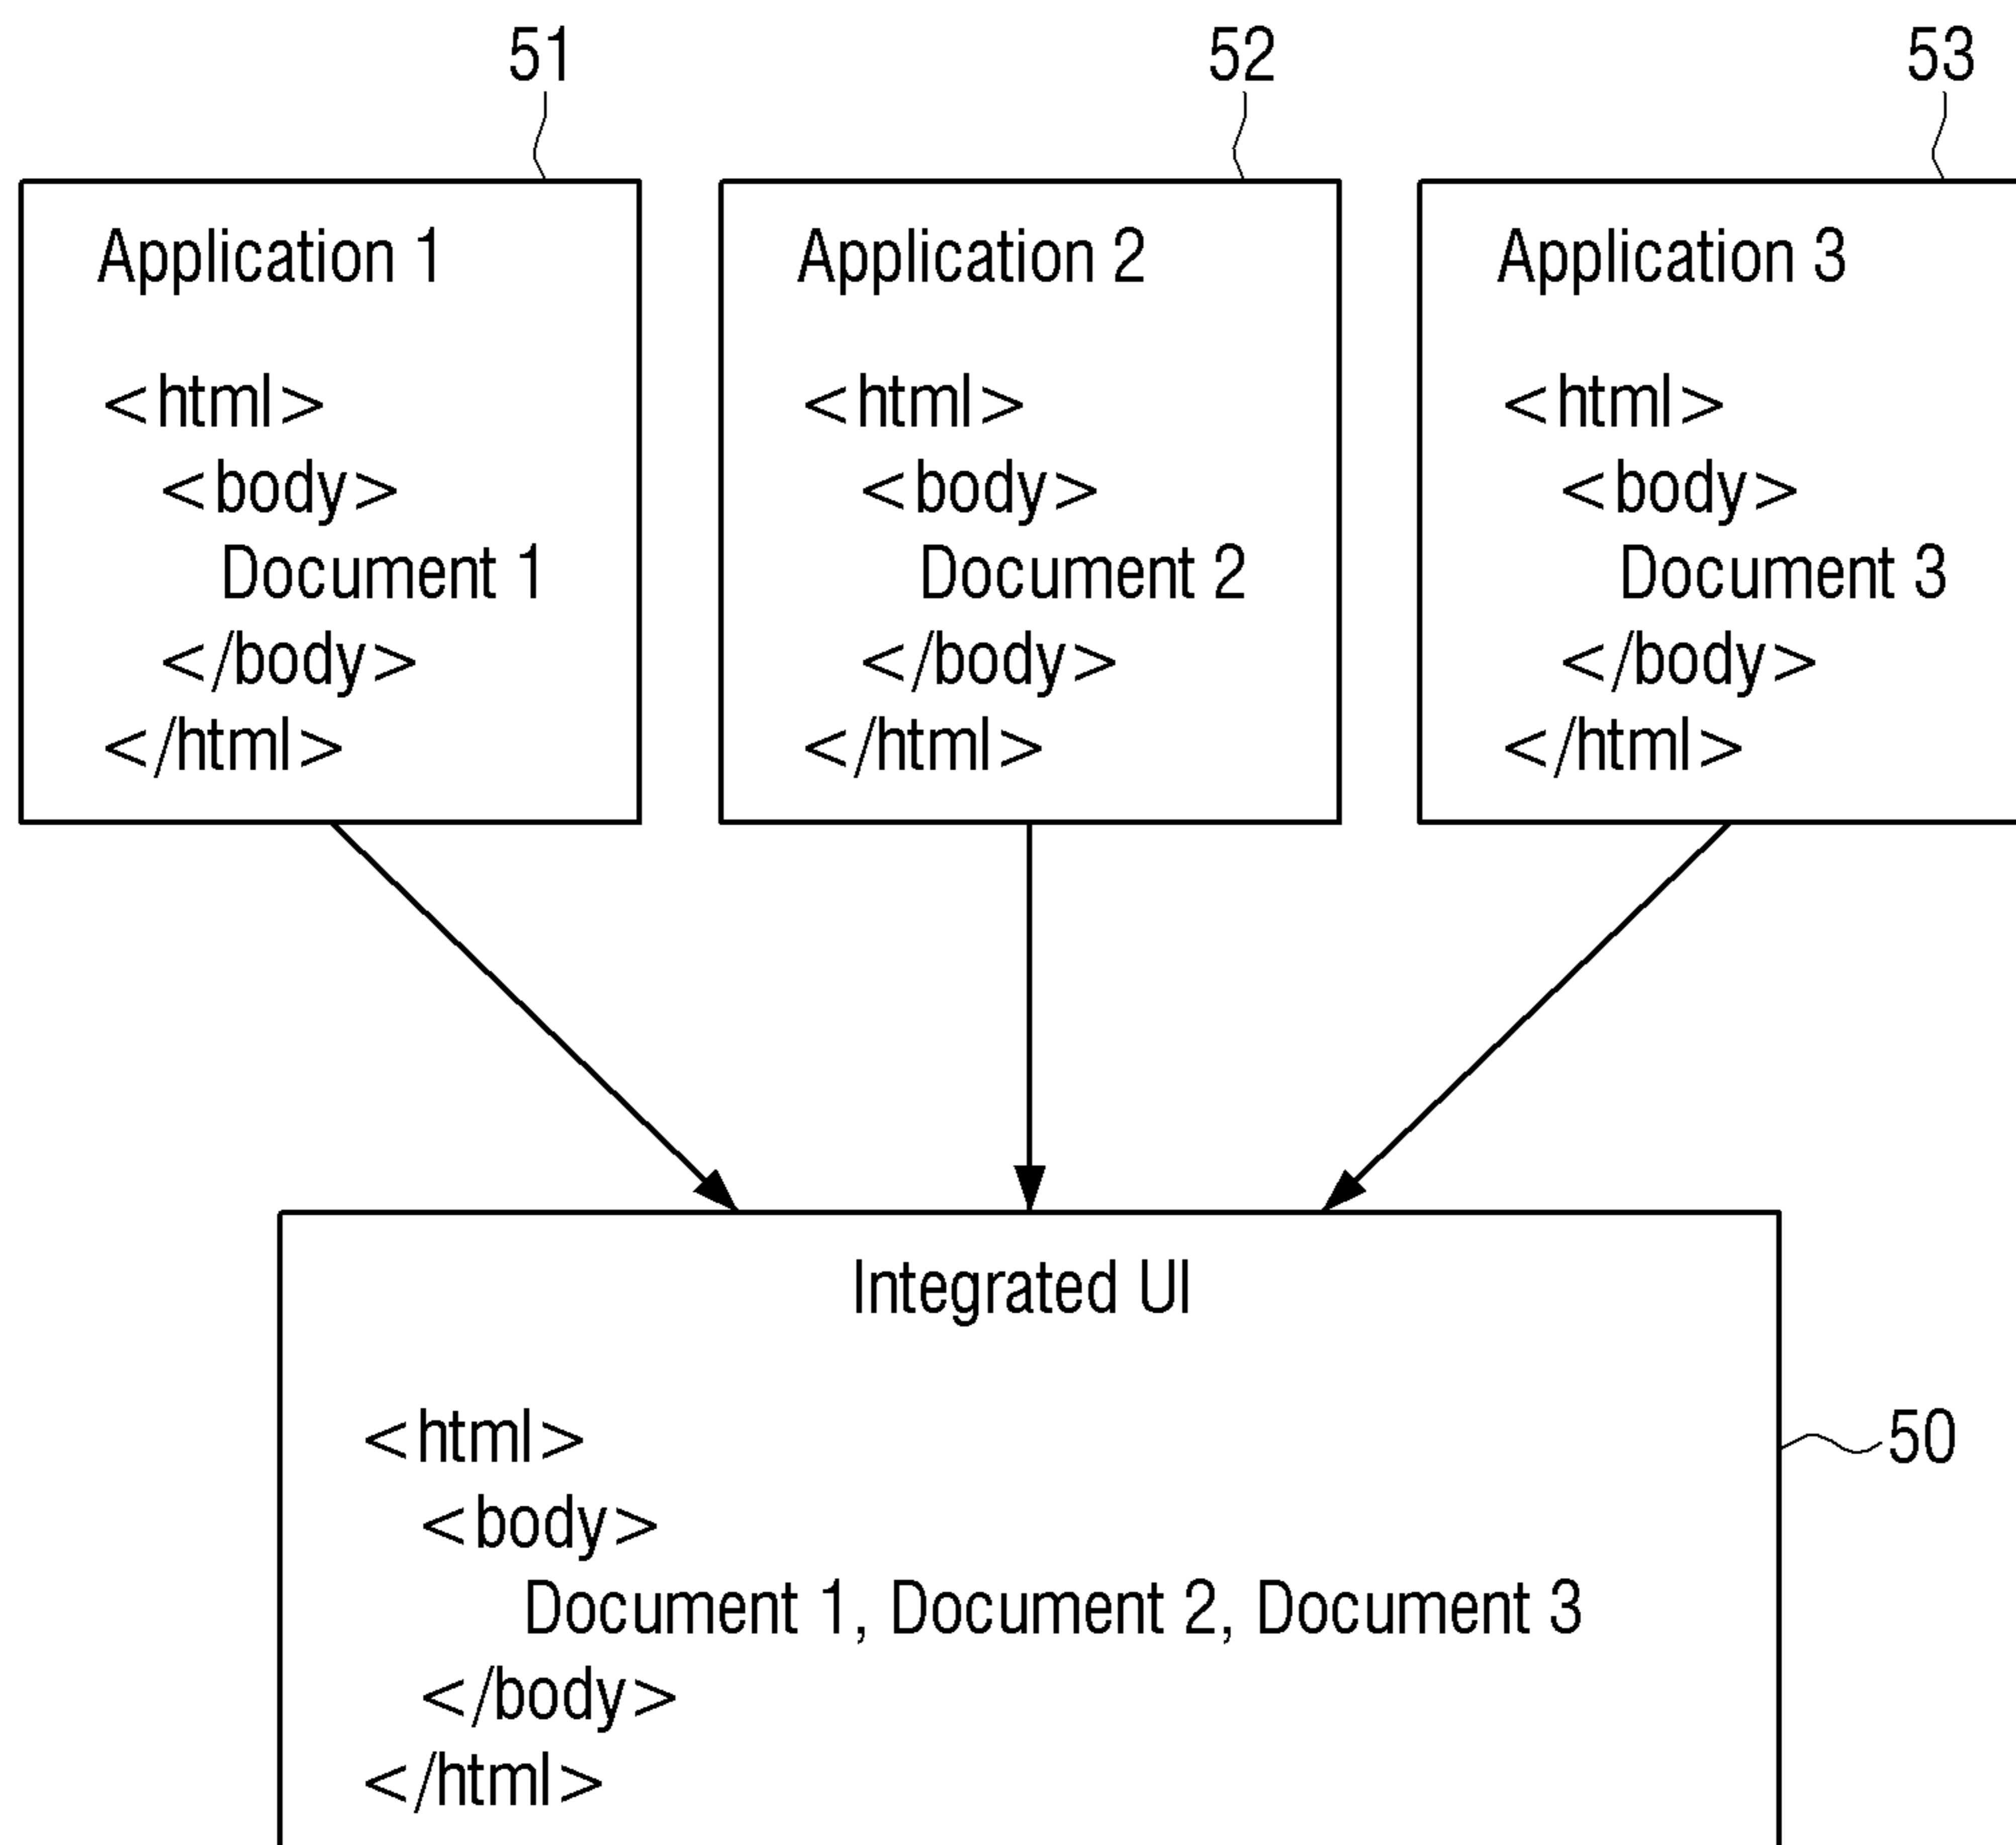 51
52
53
Application 1
<html>
<body>
Document 1
</body>
</html>
Application 2
<html>
<body>
Document 2
</body>
</html>
Application 3
<html>
<body>
Document 3
</body>
</html>
Integrated UI
<html>
<body>
Document 1, Document 2, Document 3
</body>
</html>
50